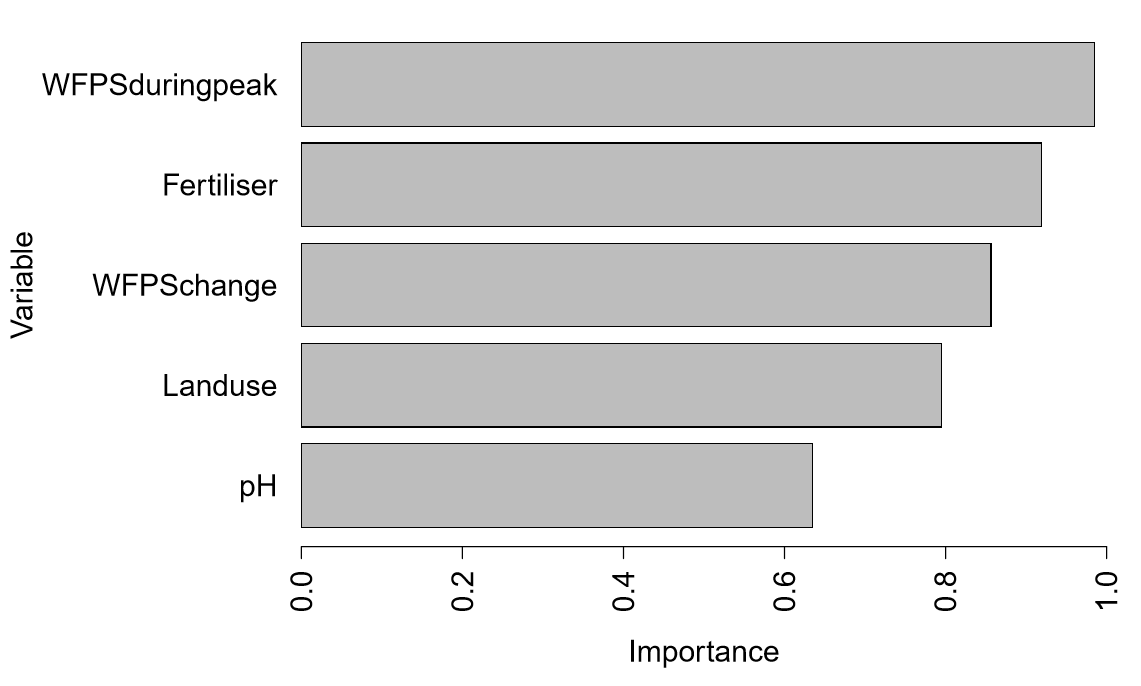 WFPSduringpeak
Fertiliser
WFPSchange
Landuse
pH
Variable
0.0 0.2 0.4 0.6 0.8 1.0
Importance